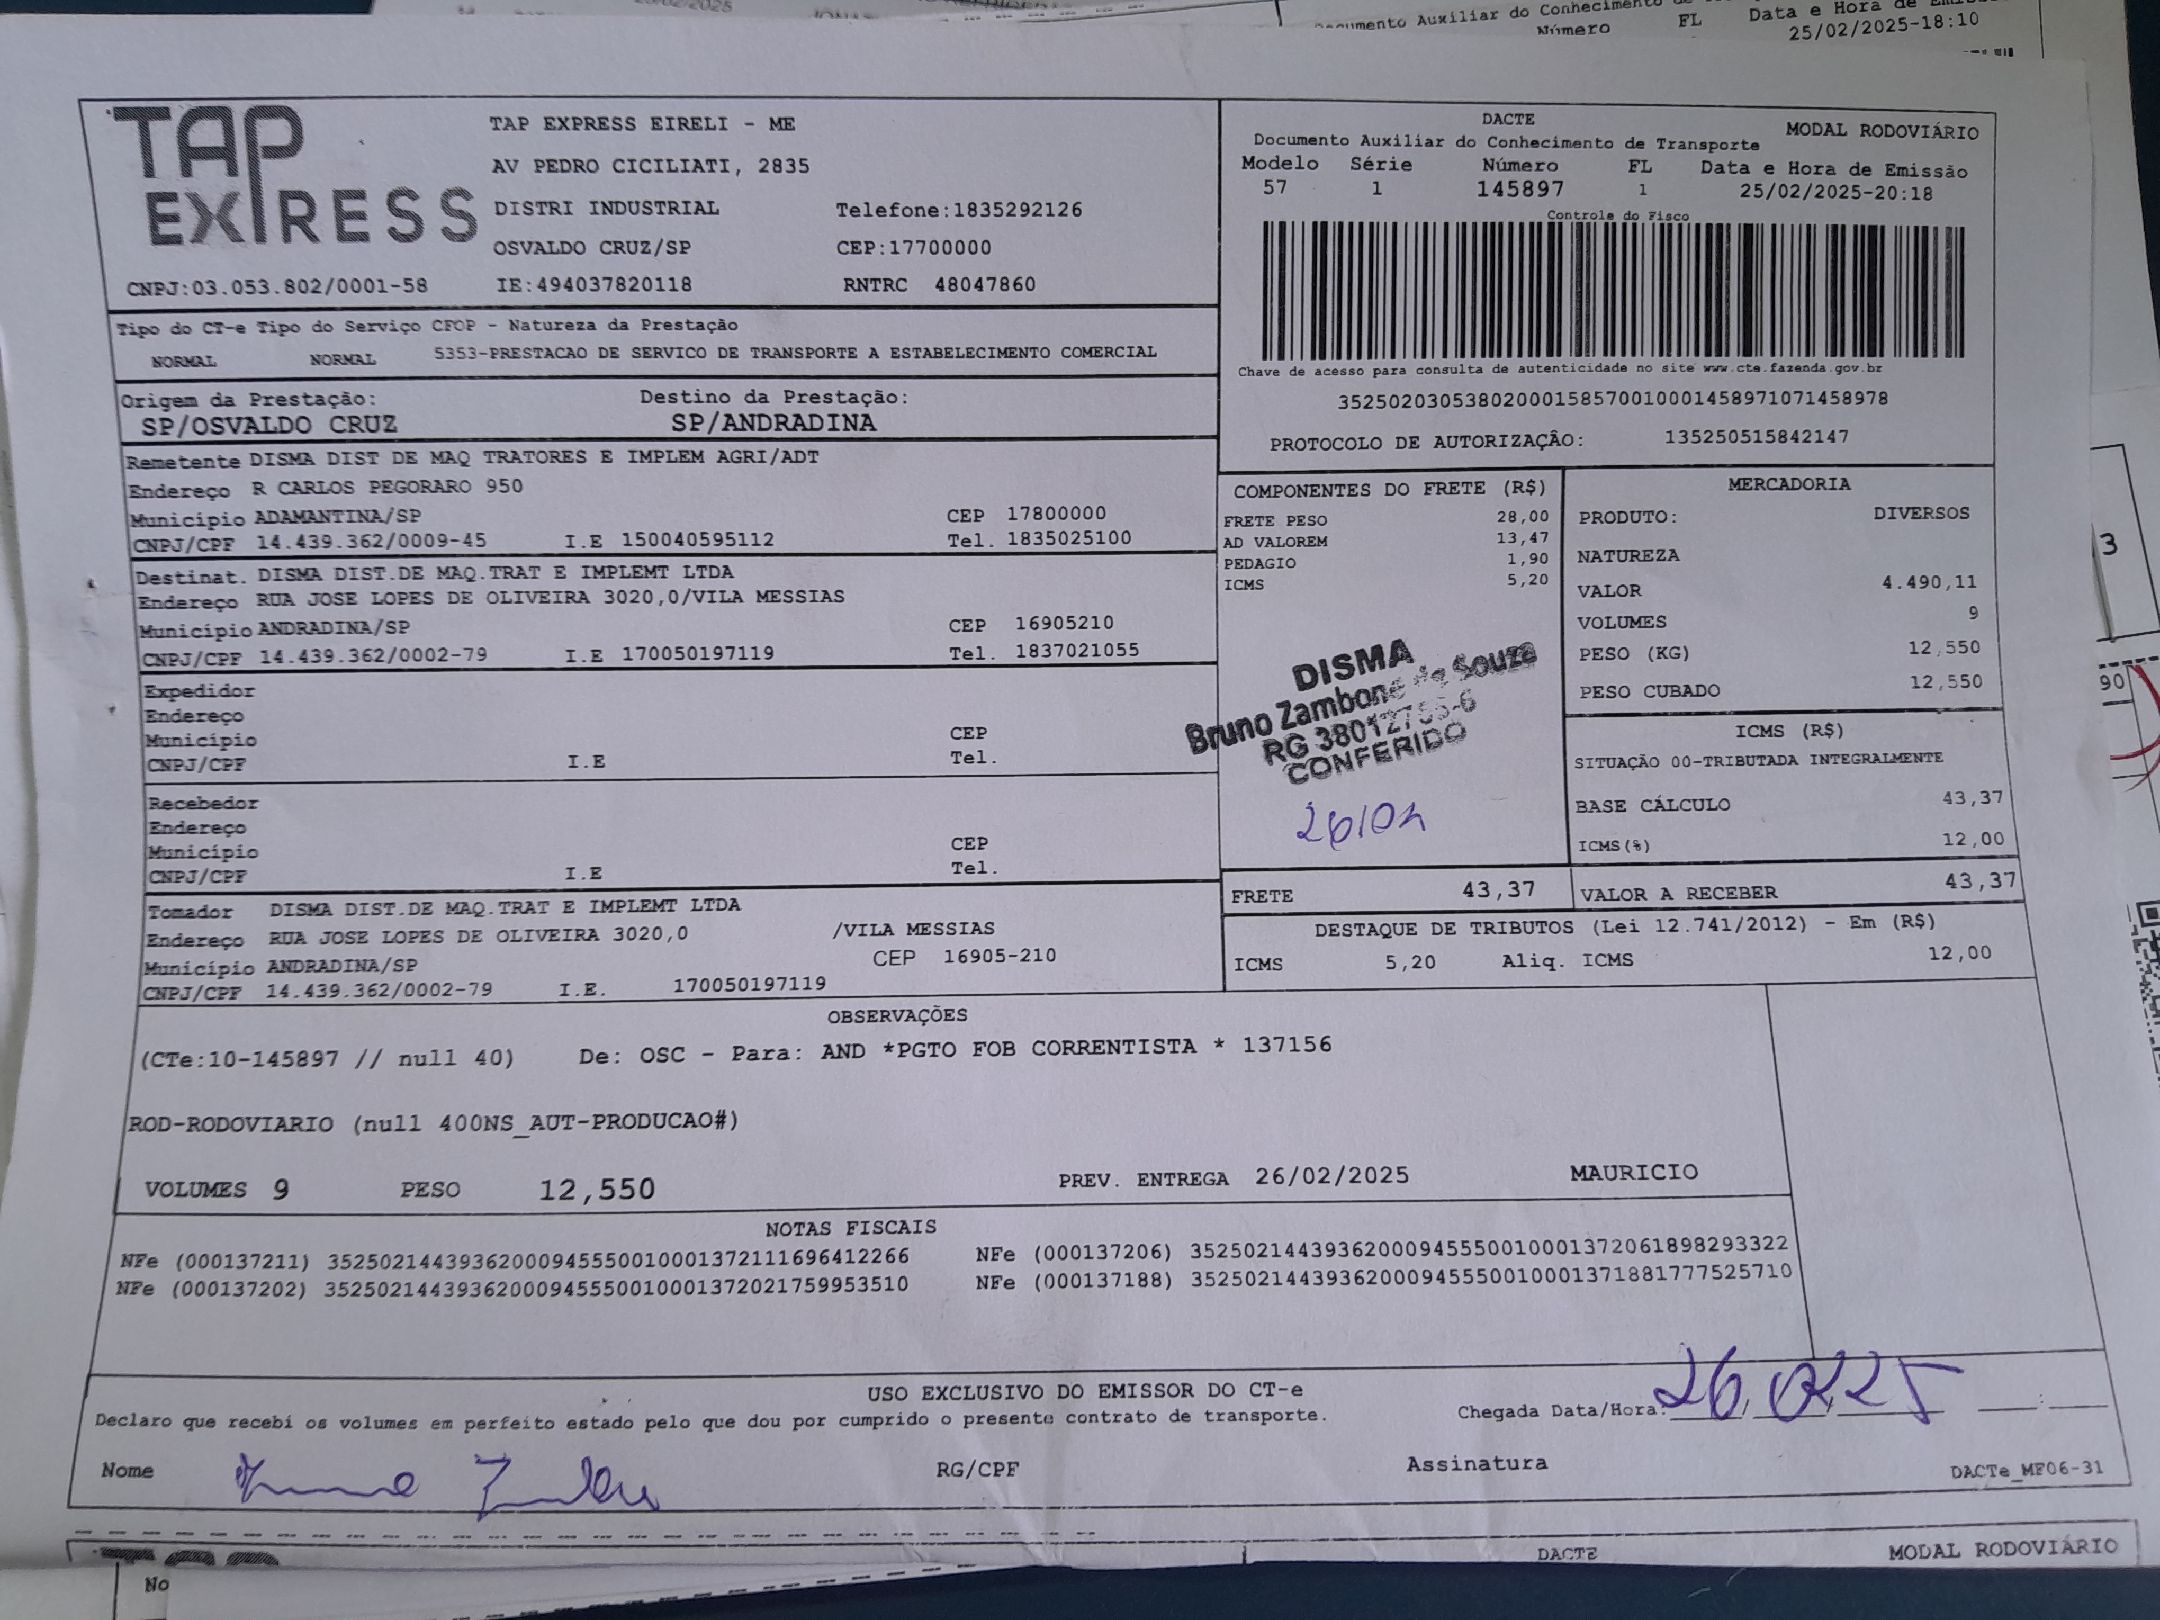 25/02/2025
Documento Auxiliar do Conhecimento de
Número FL Data e Hora de
25/02/2025-18:10
TAP
EXPRESS
TAP EXPRESS EIRELI - ME
AV PEDRO CICILIATI, 2835
DISTRI INDUSTRIAL Telefone:1835292126
OSVALDO CRUZ/SP CEP:17700000
CNPJ:03.053.802/0001-58 IE:494037820118 RNTRC 48047860
DACTE
MODAL RODOVIÁRIO
Documento Auxiliar do Conhecimento de Transporte
Modelo Série Número FL Data e Hora de Emissão
57 1 145897 1 25/02/2025-20:18
Controle do Fisco
Chave de acesso para consulta de autenticidade no site www.cte.fazenda.gov.br
35250203053802000158570010001458971071458978
PROTOCOLO DE AUTORIZAÇÂO: 135250515842147
Tipo do CT-e Tipo do Serviço CFOP - Natureza da Prestação
NORMAL NORMAL 5353-PRESTACAO DE SERVICO DE TRANSPORTE A ESTABELECIMENTO COMERCIAL
Origem da Prestação: Destino da Prestação:
SP/OSVALDO CRUZ SP/ANDRADINA
Remetente DISMA DIST DE MAQ TRATORES E IMPLEM AGRI/ADT
Endereço R CARLOS PEGORARO 950
Município ADAMANTINA/SP CEP 17800000
CNPJ/CPF 14.439.362/0009-45 I.E 150040595112 Tel. 1835025100
Destinat. DISMA DIST.DE MAQ.TRAT E IMPLEMT LTDA
Endereço RUA JOSE LOPES DE OLIVEIRA 3020,0/VILA MESSIAS
Município ANDRADINA/SP CEP 16905210
CNPJ/CPF 14.439.362/0002-79 I.E 170050197119 Tel. 1837021055
Expedidor
Endereço
Município CEP
CNPJ/CPF I.E Tel.
Recebedor
Endereço
Município CEP
CNPJ/CPF I.E Tel.
Tomador DISMA DIST.DE MAQ.TRAT E IMPLEMT LTDA
Endereço RUA JOSE LOPES DE OLIVEIRA 3020,0 /VILA MESSIAS
Município ANDRADINA/SP CEP 16905-210
CNPJ/CPF 14.439.362/0002-79 I.E. 170050197119
COMPONENTES DO FRETE (R$)
FRETE PESO 28,00
AD VALOREM 13,47
PEDAGIO 1,90
ICMS 5,20
DISMA
Bruno Zambone de Souza
RG
CONFERIDO
26/02
FRETE 43,37
MERCADORIA
PRODUTO: DIVERSOS
NATUREZA
VALOR 4.490,11
VOLUMES 9
PESO (KG) 12,550
PESO CUBADO 12,550
ICMS (R$)
SITUAÇÃO 00-TRIBUTADA INTEGRALMENTE
BASE CÁLCULO 43,37
ICMS(%) 12,00
VALOR A RECEBER 43,37
DESTAQUE DE TRIBUTOS (Lei 12.741/2012) - Em (R$)
ICMS 5,20 Aliq. ICMS 12,00
OBSERVAÇÕES
(CTe:10-145897 // null 40) De: OSC - Para: AND *PGTO FOB CORRENTISTA * 137156
ROD-RODOVIARIO (null 400NS_AUT-PRODUCAO#)
VOLUMES 9 PESO 12,550 PREV. ENTREGA 26/02/2025 MAURICIO
NOTAS FISCAIS
NFe (000137211) 35250214439362000945550010001372111696412266 NFe (000137206) 35250214439362000945550010001372061898293322
NFe (000137202) 35250214439362000945550010001372021759953510 NFe (000137188) 35250214439362000945550010001371881777525710
USO EXCLUSIVO DO EMISSOR DO CT-e
Declaro que recebi os volumes em perfeito estado pelo que dou por cumprido o presente contrato de transporte. Chegada Data/Hora: 26/02/25
Nome RG/CPF Assinatura
DACTe_MF06-31
DACTE MODAL RODOVIÁRIO
No
3
90